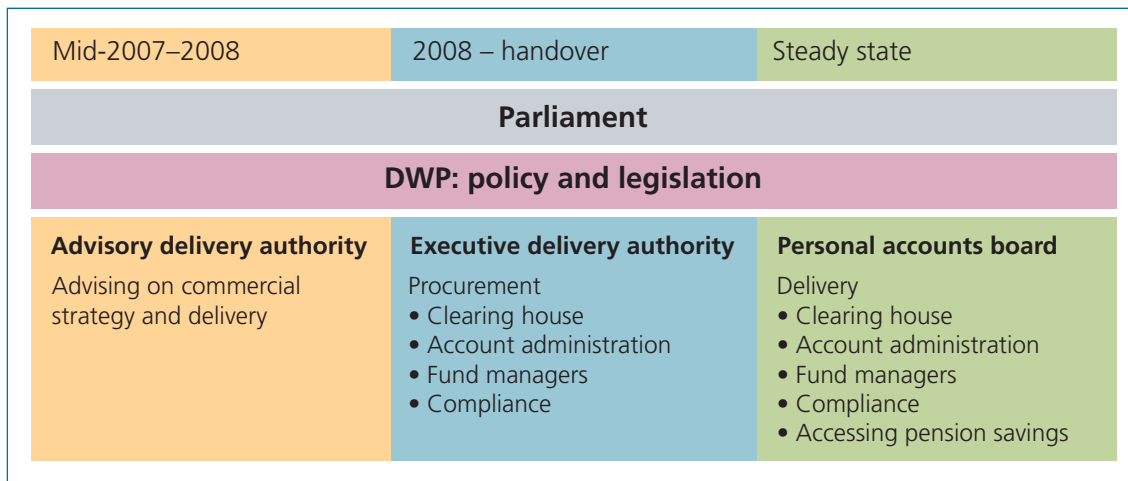 Mid-2007–2008
2008 – handover
Steady state
Parliament
DWP: policy and legislation
Advisory delivery authority
Advising on commercial
strategy and delivery
Executive delivery authority
Procurement
• Clearing house
• Account administration
• Fund managers
• Compliance
Personal accounts board
Delivery
• Clearing house
• Account administration
• Fund managers
• Compliance
• Accessing pension savings